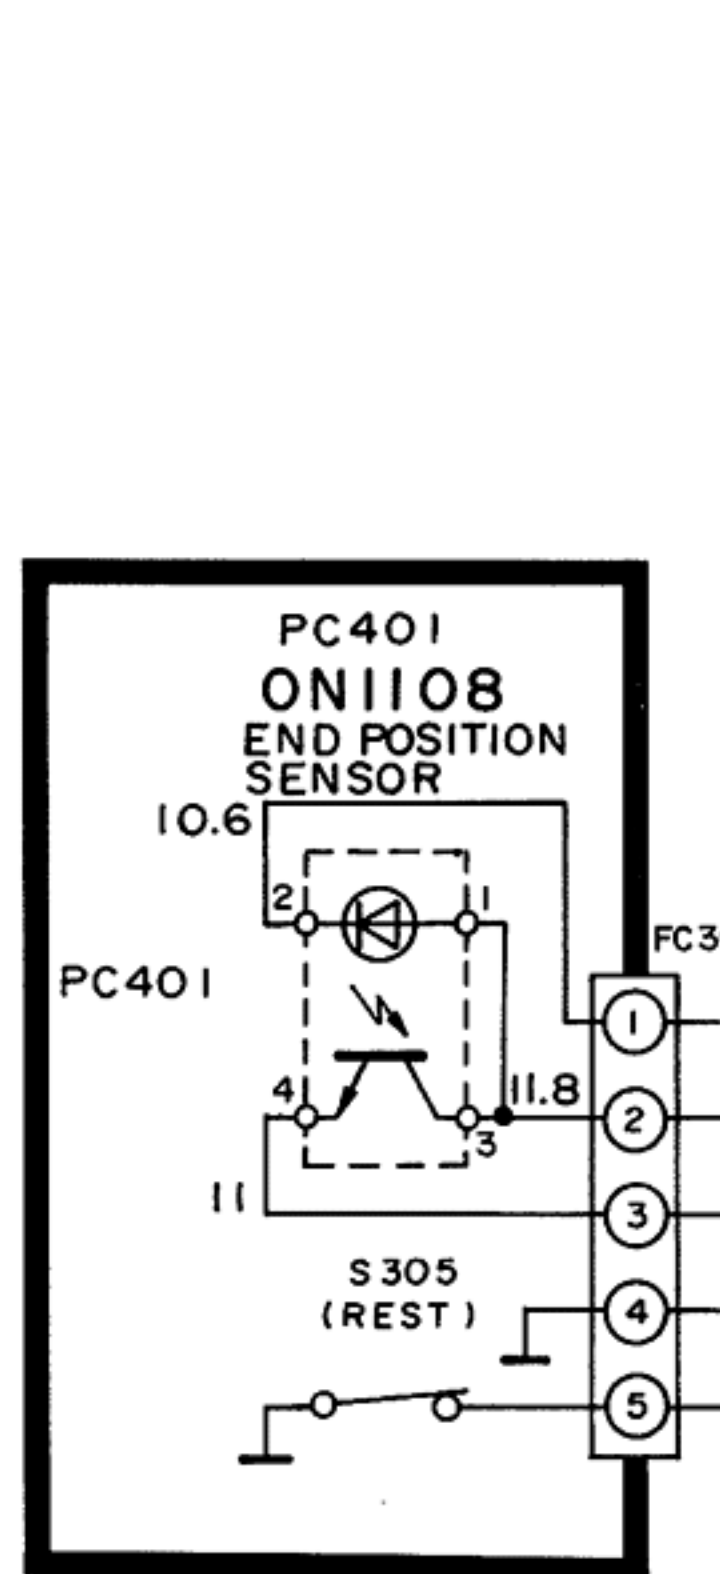 PC401
ON1108
END POSITION
SENSOR
10.6
2 1
FC3
PC401
1
4 11.8
2
3
11
3
S305
(REST)
4
5